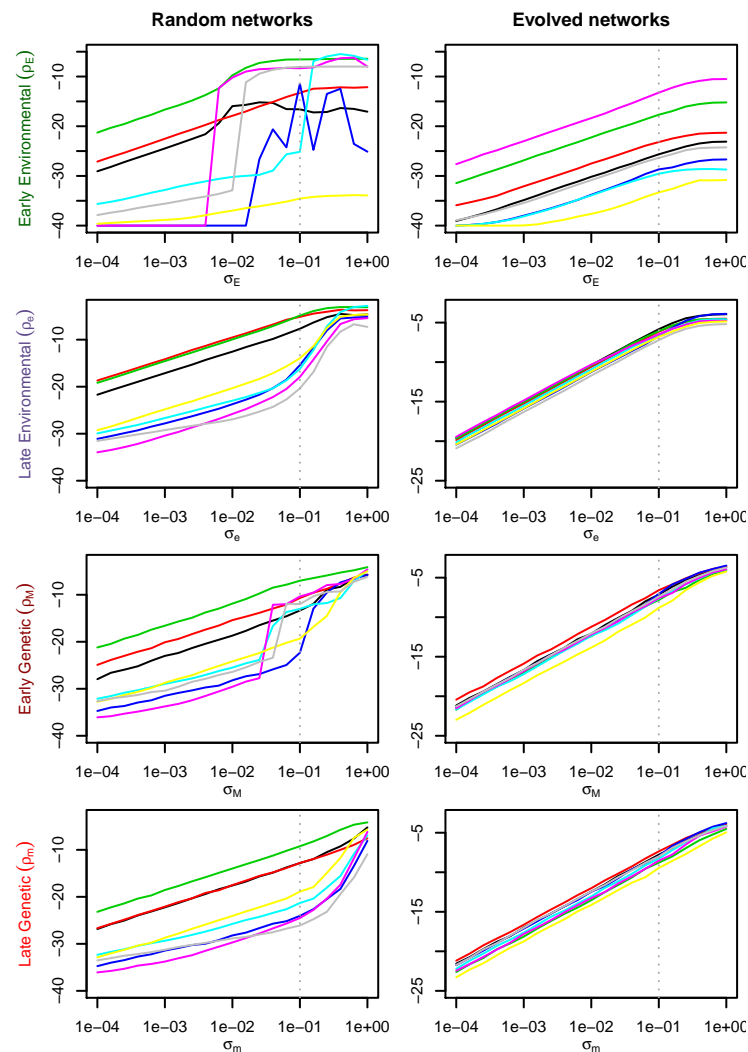 Random networks Evolved networks
Early Environmental (ρE)
-10
-20
-30
-40
1e−04 1e−03 1e−02 1e−01 1e+00
σE
-10
-20
-30
-40
1e−04 1e−03 1e−02 1e−01 1e+00
σE
Late Environmental (ρe)
-10
-20
-30
-40
1e−04 1e−03 1e−02 1e−01 1e+00
σe
-5
-15
-25
1e−04 1e−03 1e−02 1e−01 1e+00
σe
Early Genetic (ρM)
-10
-20
-30
-40
1e−04 1e−03 1e−02 1e−01 1e+00
σM
-5
-15
-25
1e−04 1e−03 1e−02 1e−01 1e+00
σM
Late Genetic (ρm)
-10
-20
-30
-40
1e−04 1e−03 1e−02 1e−01 1e+00
σm
-5
-15
-25
1e−04 1e−03 1e−02 1e−01 1e+00
σm